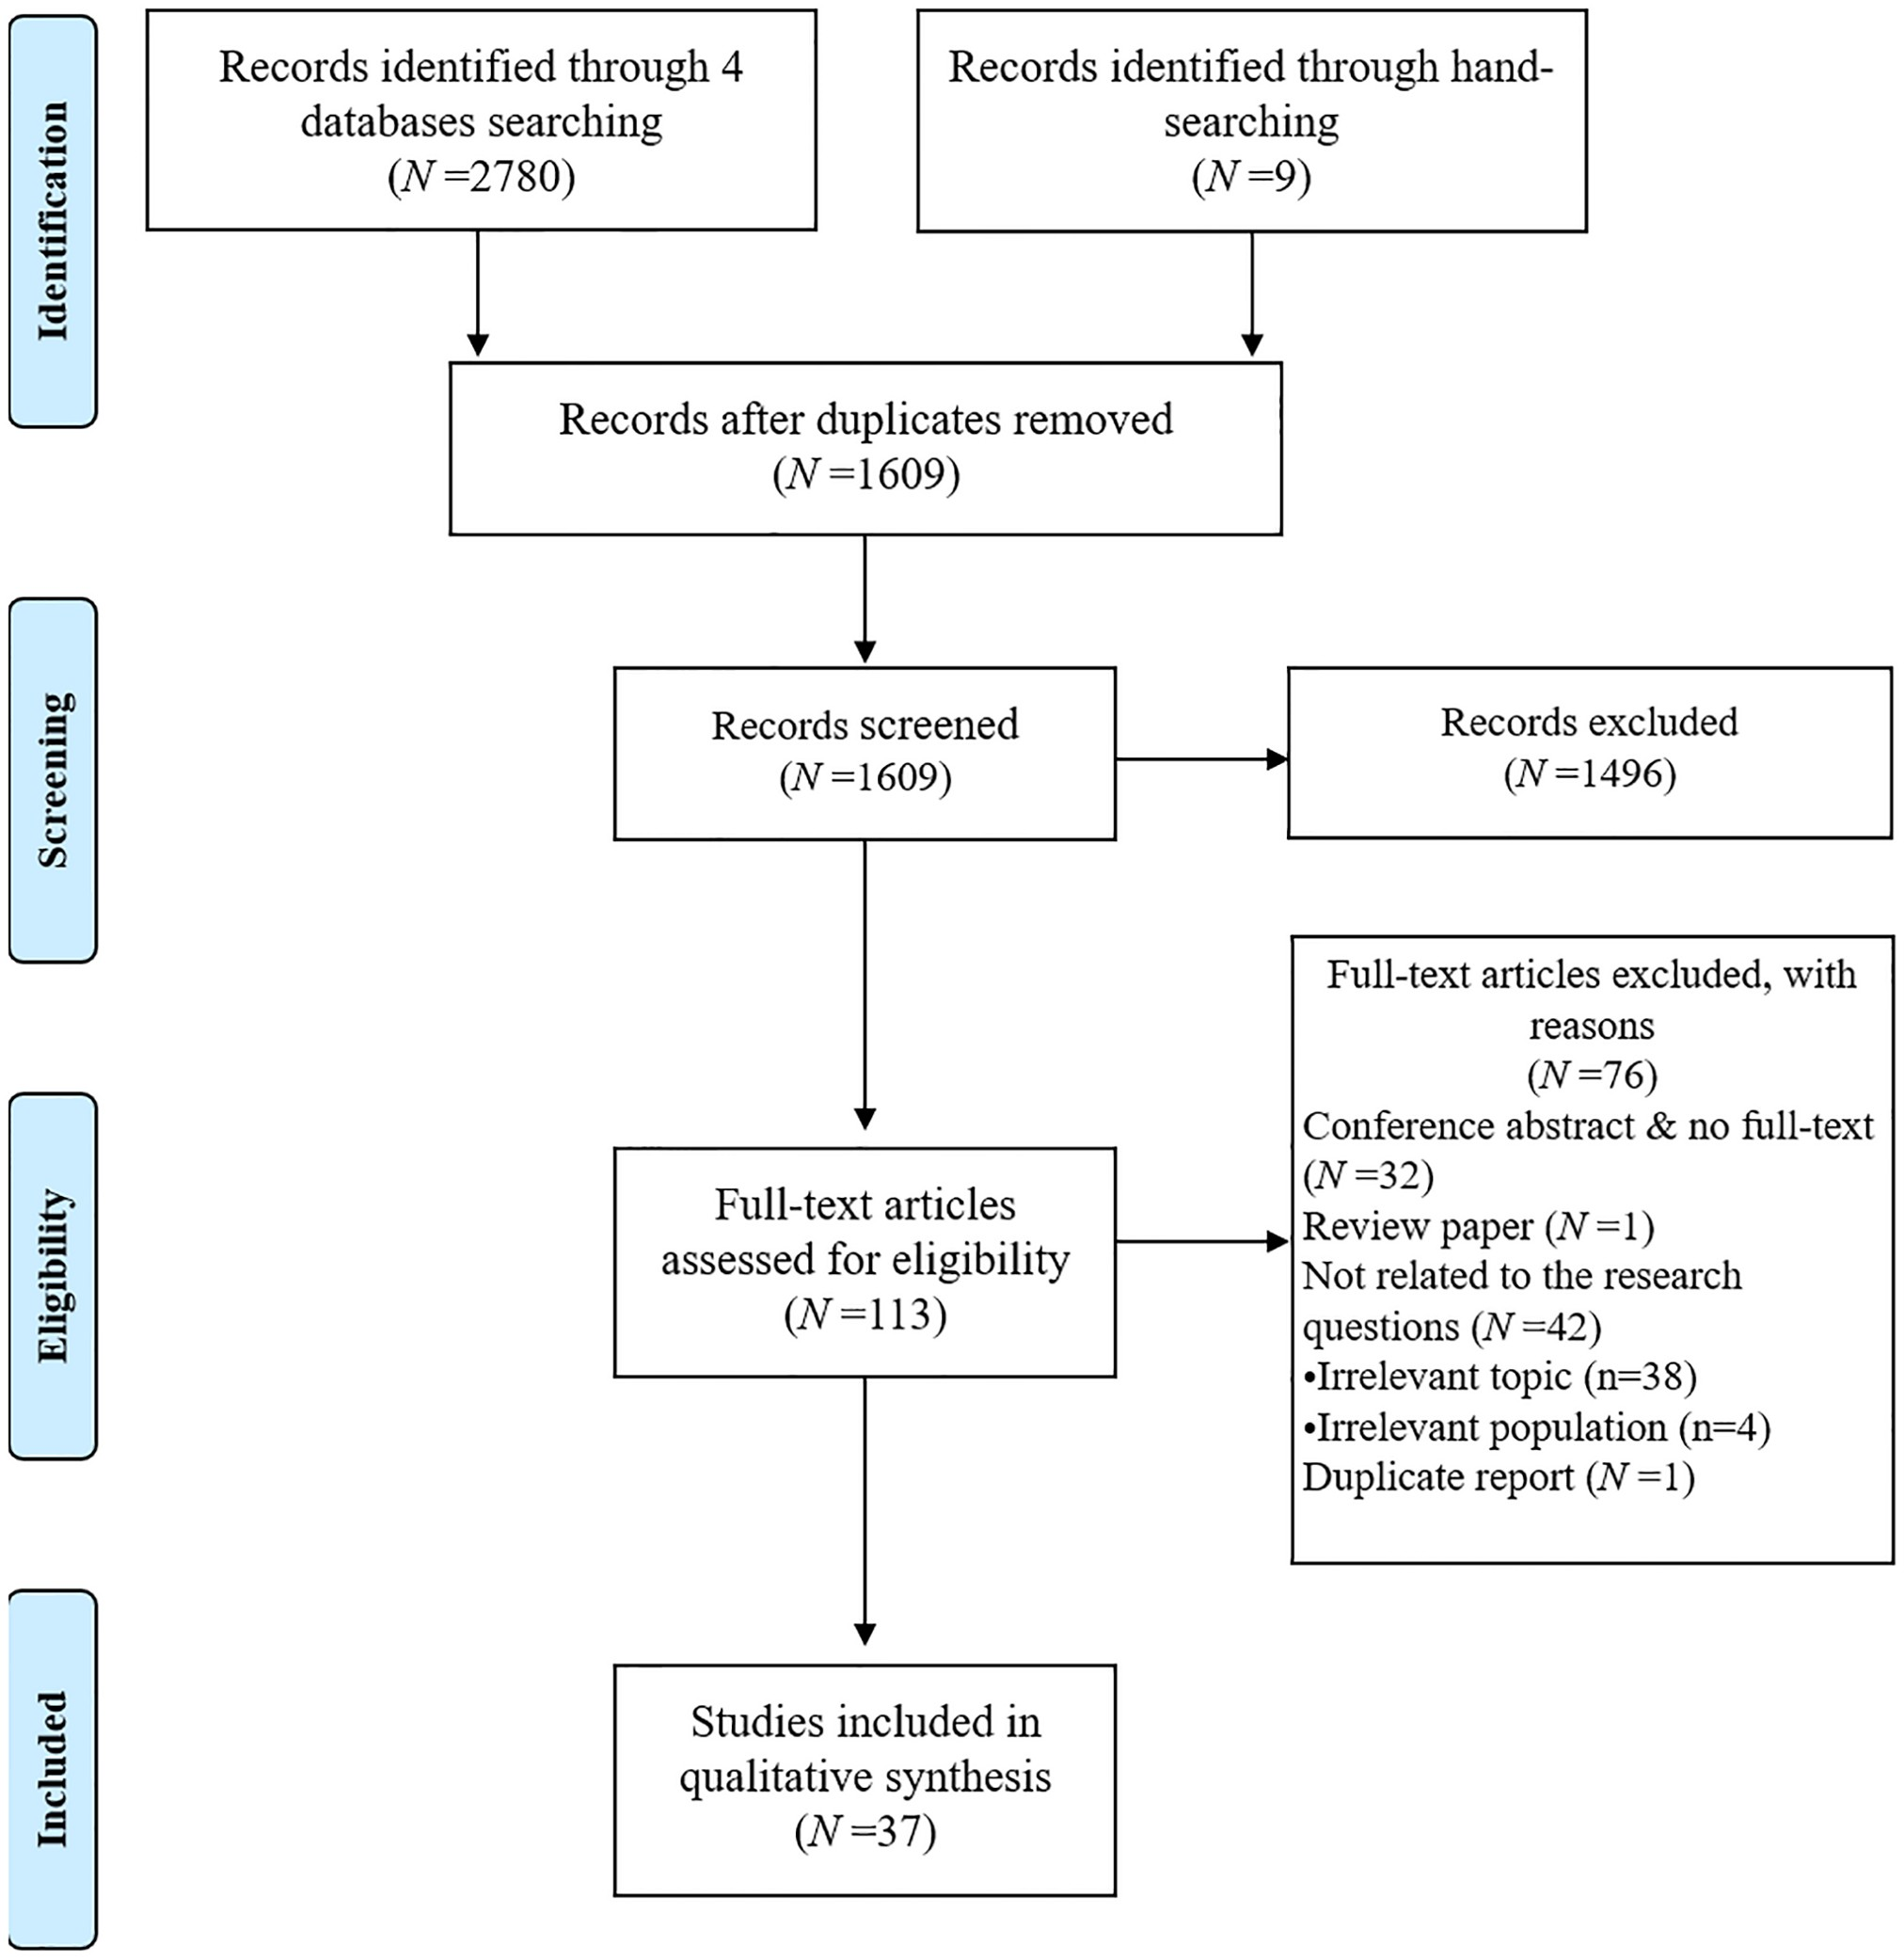 Identification
Records identified through 4
databases searching
(N=2780)
Records identified through hand-
searching
(N=9)
Records after duplicates removed
(N=1609)
Screening
Records screened
(N=1609)
Records excluded
(N=1496)
Eligibility
Full-text articles
assessed for eligibility
(N=113)
Full-text articles excluded, with
reasons
(N=76)
Conference abstract & no full-text
(N=32)
Review paper (N=1)
Not related to the research
questions (N=42)
•Irrelevant topic (n=38)
•Irrelevant population (n=4)
Duplicate report (N=1)
Included
Studies included in
qualitative synthesis
(N=37)